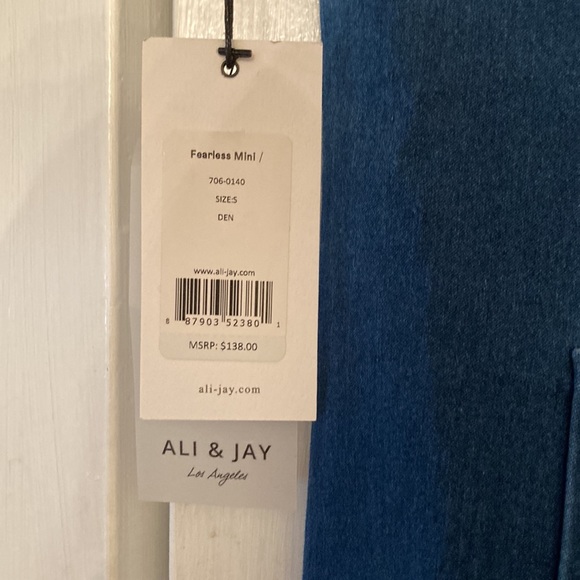 Fearless Mini /
706-0140
SIZE:S
DEN
www.ali-jay.com
6 87903 52380 1
MSRP: $138.00
ali-jay.com
ALI & JAY
Los Angeles